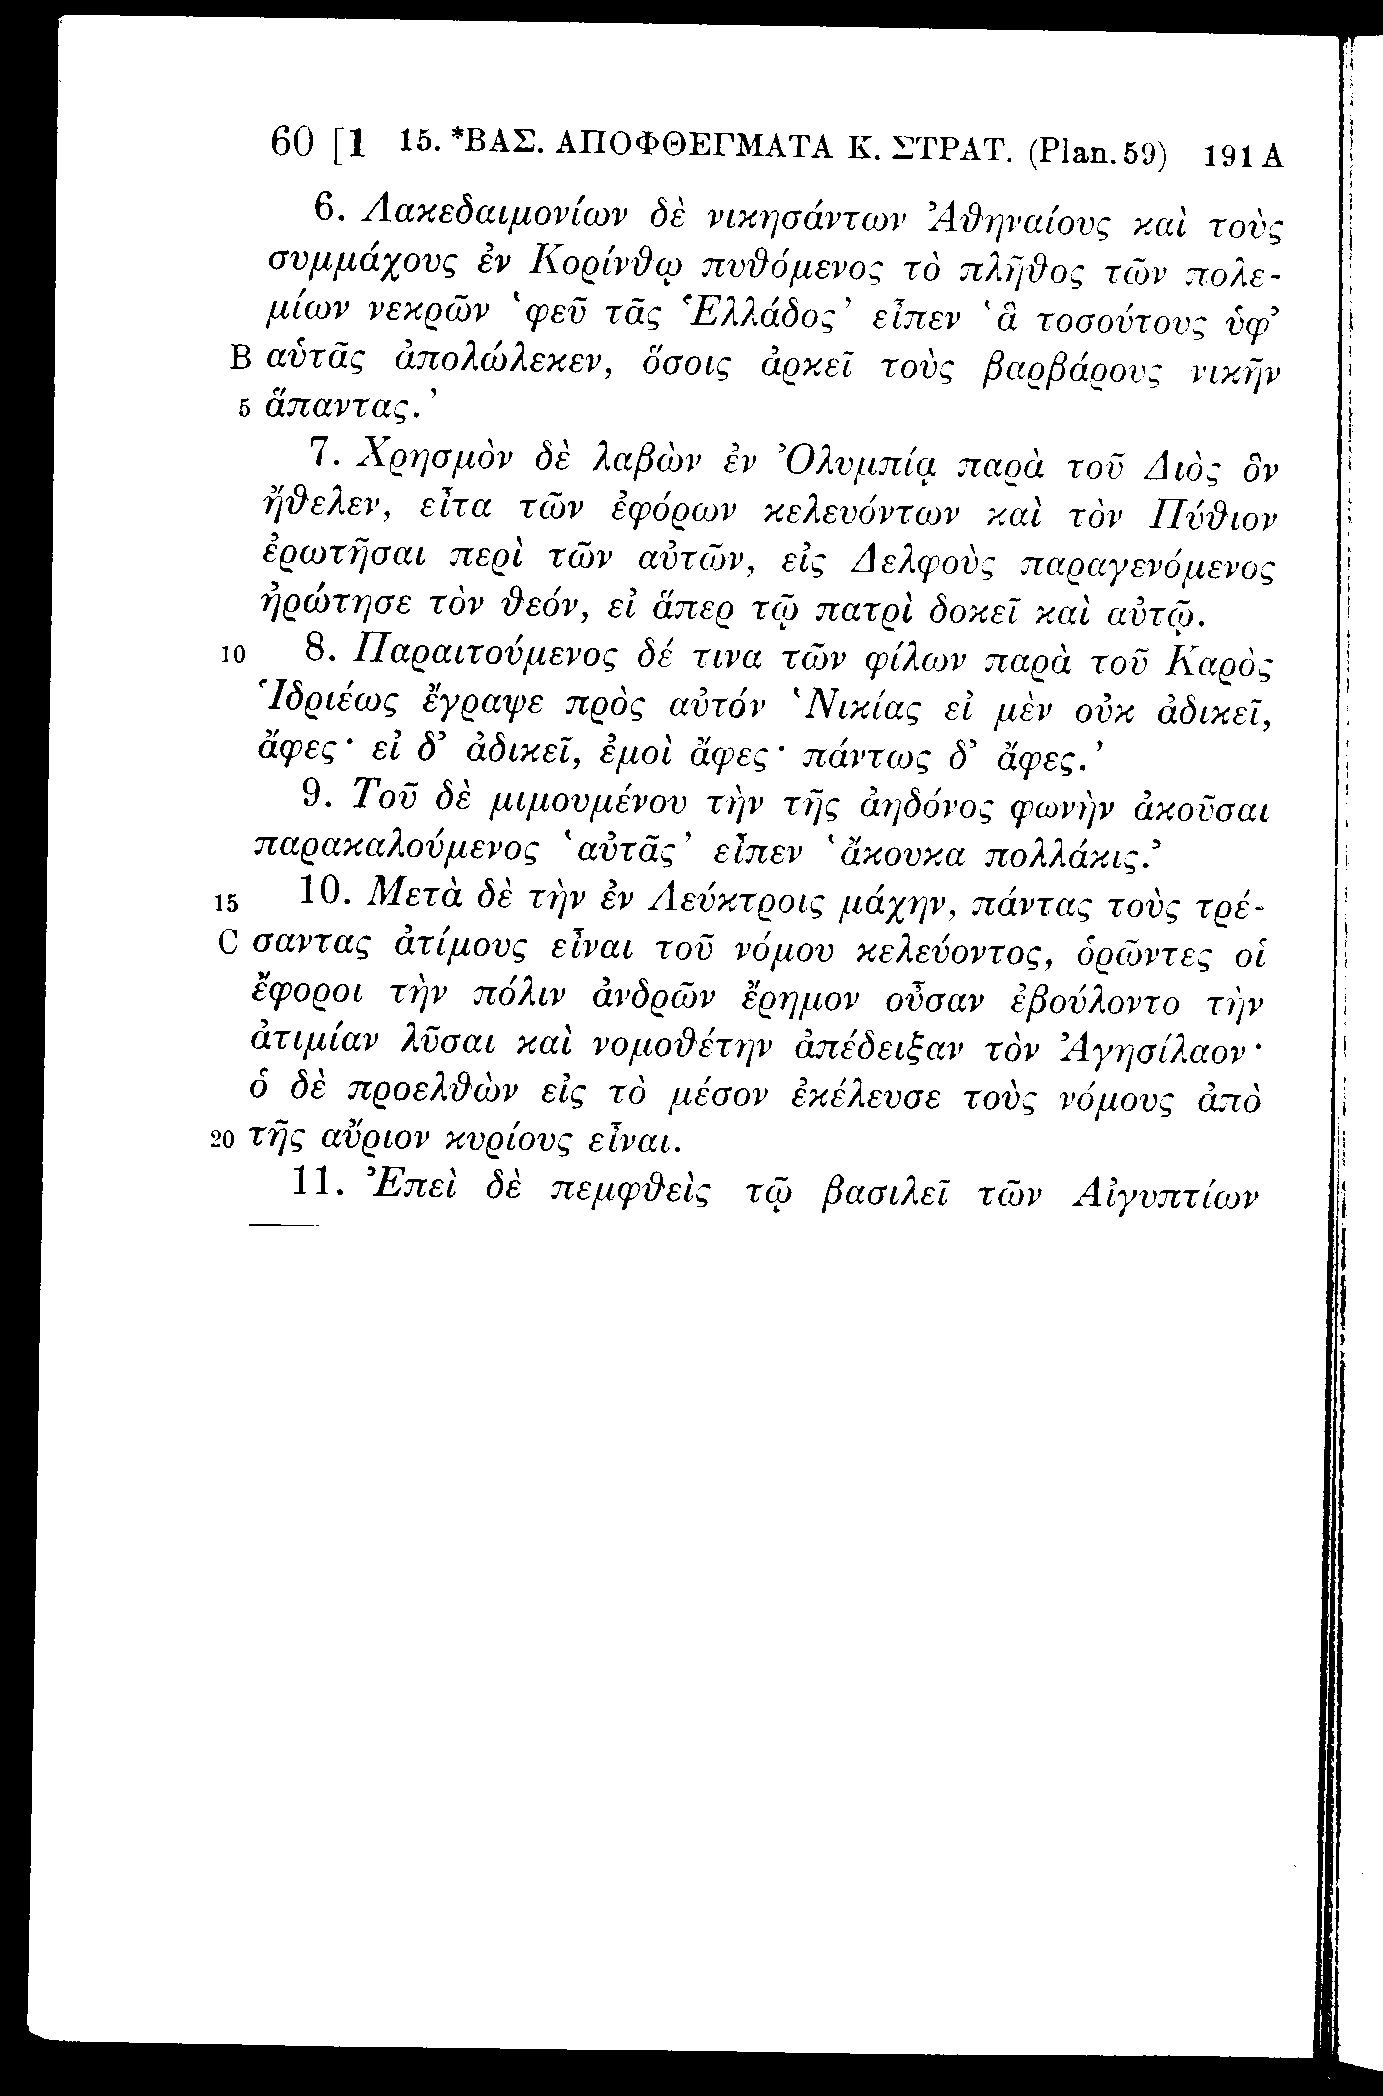 60 [1 15. *ΒΑΣ. ΑΠΟΦΘΕΓΜΑΤΑ Κ. ΣΤΡΑΤ. (Plan. 59) 191 A
6. Λακεδαιμονίων δὲ νικησάντων Ἀθηναίους καὶ τοὺς
συμμάχους ἐν Κορίνθῳ πυθόμενος τὸ πλῆθος τῶν πολε-
μίων νεκρῶν ‘φεῦ τᾶς Ἑλλάδος’ εἶπεν ‘ἃ τοσούτους ὑφ’
B αὑτᾶς ἀπολώλεκεν, ὅσοις ἀρκεῖ τοὺς βαρβάρους νικῆν
5 ἅπαντας.’
7. Χρησμὸν δὲ λαβὼν ἐν Ὀλυμπίᾳ παρὰ τοῦ Διὸς ὃν
ἤθελεν, εἶτα τῶν ἐφόρων κελευόντων καὶ τὸν Πύθιον
ἐρωτῆσαι περὶ τῶν αὐτῶν, εἰς Δελφοὺς παραγενόμενος
ἠρώτησε τὸν θεόν, εἰ ἅπερ τῷ πατρὶ δοκεῖ καὶ αὐτῷ.
10 8. Παραιτούμενος δέ τινα τῶν φίλων παρὰ τοῦ Καρὸς
Ἱδριέως ἔγραψε πρὸς αὐτόν ‘Νικίας εἰ μὲν οὐκ ἀδικεῖ,
ἄφες· εἰ δ’ ἀδικεῖ, ἐμοὶ ἄφες· πάντως δ’ ἄφες.’
9. Τοῦ δὲ μιμουμένου τὴν τῆς ἀηδόνος φωνὴν ἀκοῦσαι
παρακαλούμενος ‘αὐτᾶς’ εἶπεν ‘ἄκουκα πολλάκις.’
15 10. Μετὰ δὲ τὴν ἐν Λεύκτροις μάχην, πάντας τοὺς τρέ-
C σαντας ἀτίμους εἶναι τοῦ νόμου κελεύοντος, ὁρῶντες οἱ
ἔφοροι τὴν πόλιν ἀνδρῶν ἔρημον οὖσαν ἐβούλοντο τὴν
ἀτιμίαν λῦσαι καὶ νομοθέτην ἀπέδειξαν τὸν Ἀγησίλαον·
ὁ δὲ προελθὼν εἰς τὸ μέσον ἐκέλευσε τοὺς νόμους ἀπὸ
20 τῆς αὔριον κυρίους εἶναι.
11. Ἐπεὶ δὲ πεμφθεὶς τῷ βασιλεῖ τῶν Αἰγυπτίων